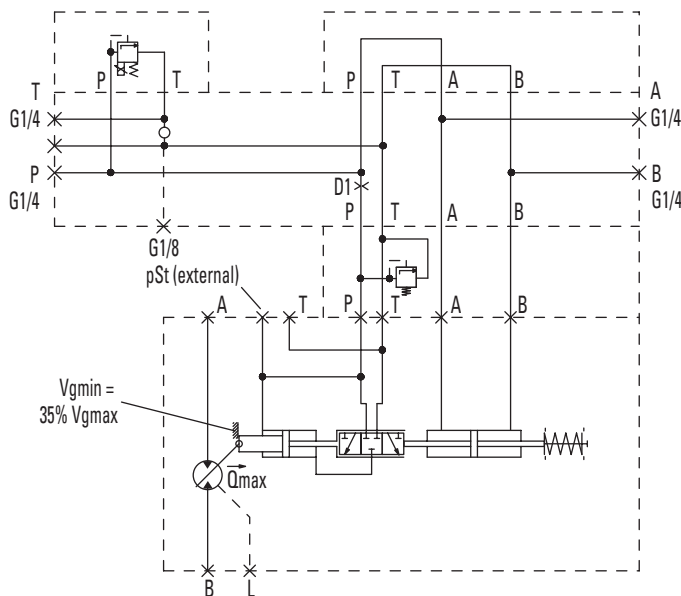 P T
P T A B
T
G1/4
A
G1/4
P
G1/4
D1
B
G1/4
P T A B
G1/8
pSt (external)
A T P T A B
Vgmin =
35% Vgmax
Qmax
B L